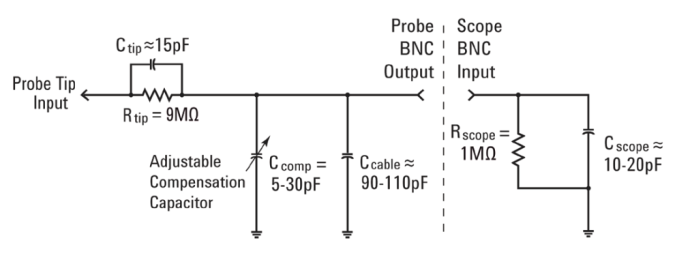 Probe
BNC
Output
Scope
BNC
Input
C tip ≈15pF
Probe Tip
Input
R tip = 9MΩ
Adjustable
Compensation
Capacitor
C comp =
5-30pF
C cable ≈
90-110pF
R scope =
1MΩ
C scope ≈
10-20pF